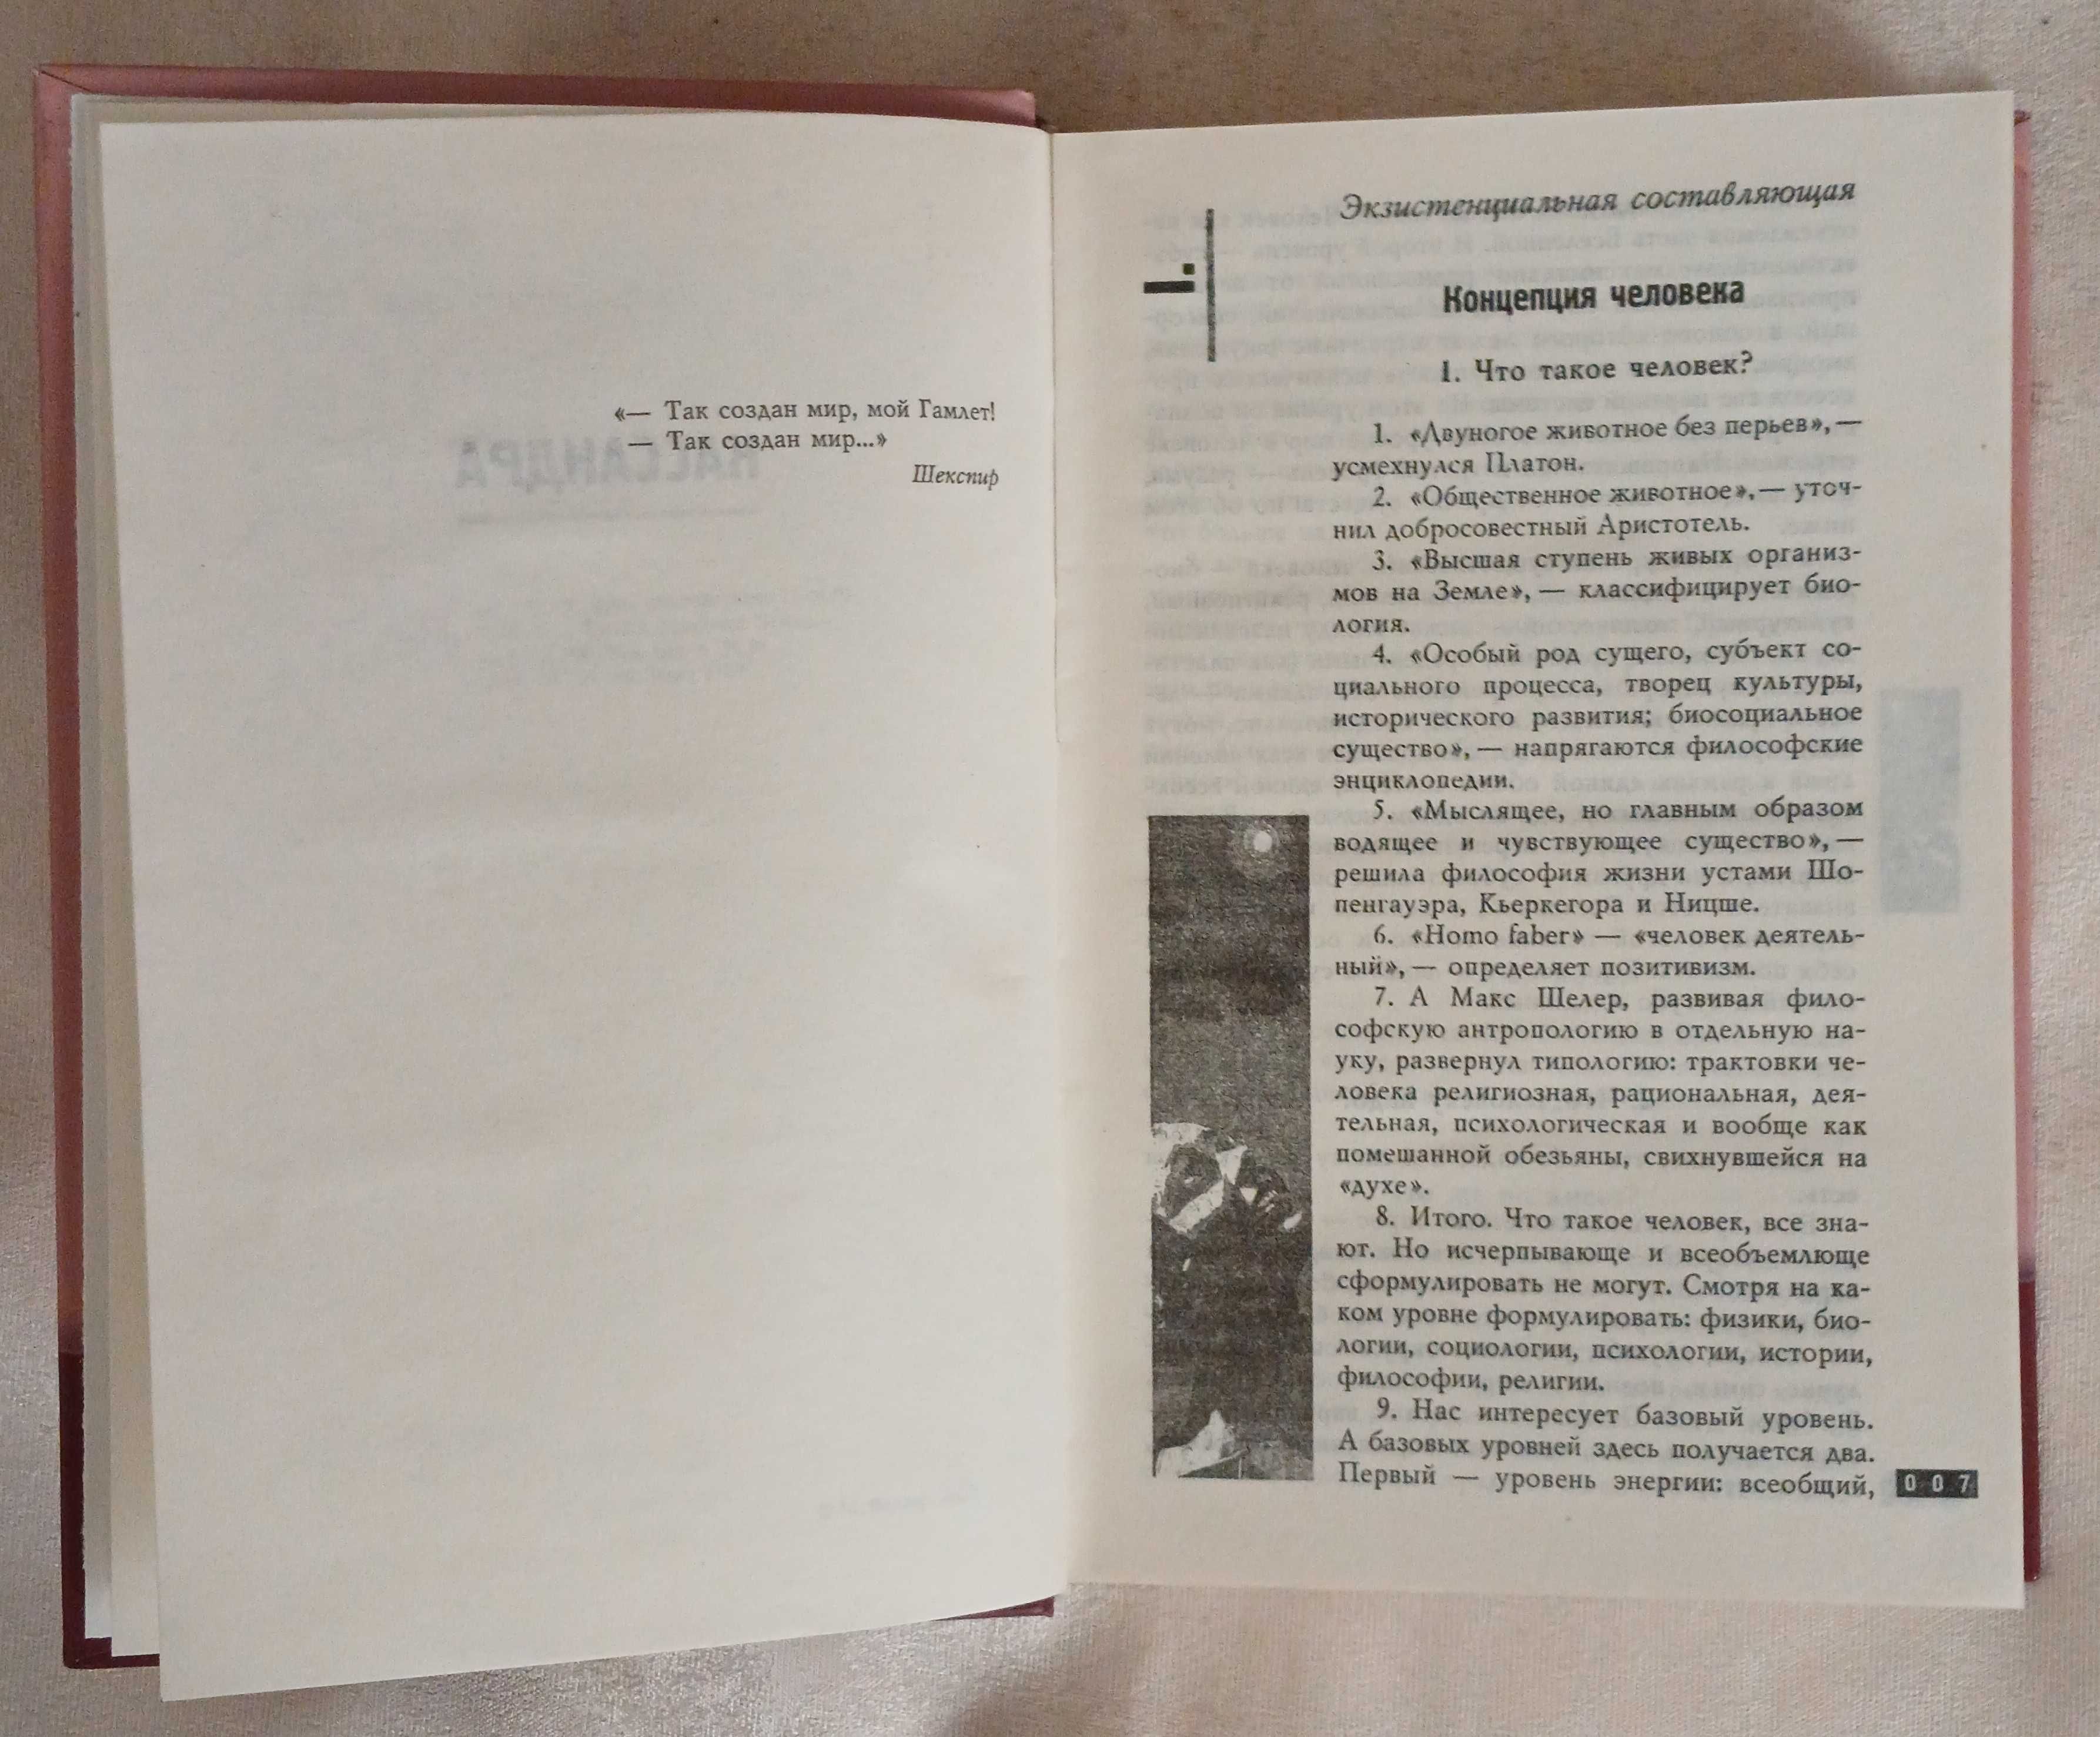 «— Так создан мир, мой Гамлет!
— Так создан мир...»
Шекспир
Экзистенциальная составляющая
I.
Концепция человека
1. Что такое человек?
1. «Двуногое животное без перьев», —
усмехнулся Платон.
2. «Общественное животное», — уточ-
нил добросовестный Аристотель.
3. «Высшая ступень живых организ-
мов на Земле», — классифицирует био-
логия.
4. «Особый род сущего, субъект со-
циального процесса, творец культуры,
исторического развития; биосоциальное
существо», — напрягаются философские
энциклопедии.
5. «Мыслящее, но главным образом
водящее и чувствующее существо», —
решила философия жизни устами Шо-
пенгауэра, Кьеркегора и Ницше.
6. «Homo faber» — «человек деятель-
ный», — определяет позитивизм.
7. А Макс Шелер, развивая фило-
софскую антропологию в отдельную на-
уку, развернул типологию: трактовки че-
ловека религиозная, рациональная, дея-
тельная, психологическая и вообще как
помешанной обезьяны, свихнувшейся на
«духе».
8. Итого. Что такое человек, все зна-
ют. Но исчерпывающе и всеобъемлюще
сформулировать не могут. Смотря на ка-
ком уровне формулировать: физики, био-
логии, социологии, психологии, истории,
философии, религии.
9. Нас интересует базовый уровень.
А базовых уровней здесь получается два.
Первый — уровень энергии: всеобщий,
007